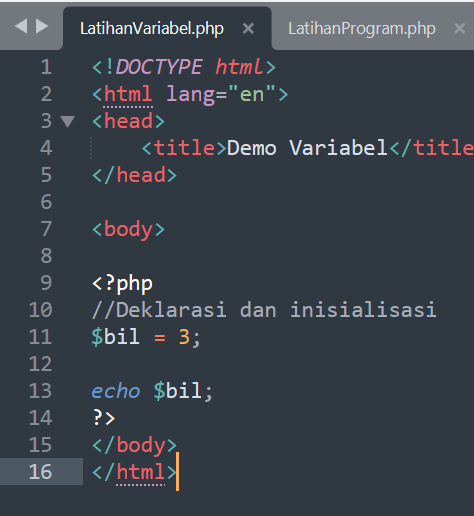 LatihanVariabel.php × LatihanProgram.php ×
1 <!DOCTYPE html>
2 <html lang="en">
3 <head>
4 <title>Demo Variabel</title
5 </head>
6
7 <body>
8
9 <?php
10 //Deklarasi dan inisialisasi
11 $bil = 3;
12
13 echo $bil;
14 ?>
15 </body>
16 </html>